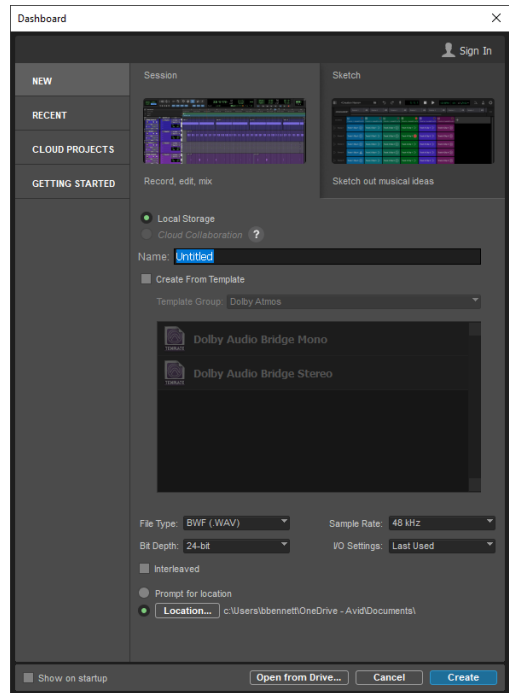 Dashboard
Sign In
NEW
RECENT
CLOUD PROJECTS
GETTING STARTED
Session
Sketch
Record, edit, mix
Sketch out musical ideas
Local Storage
Cloud Collaboration ?
Name: Untitled
Create From Template
Template Group: Dolby Atmos
TEMPLATE Dolby Audio Bridge Mono
TEMPLATE Dolby Audio Bridge Stereo
File Type: BWF (.WAV) Sample Rate: 48 kHz
Bit Depth: 24-bit I/O Settings: Last Used
Interleaved
Prompt for location
Location... c:\Users\bbennett\OneDrive - Avid\Documents\
Show on startup Open from Drive... Cancel Create